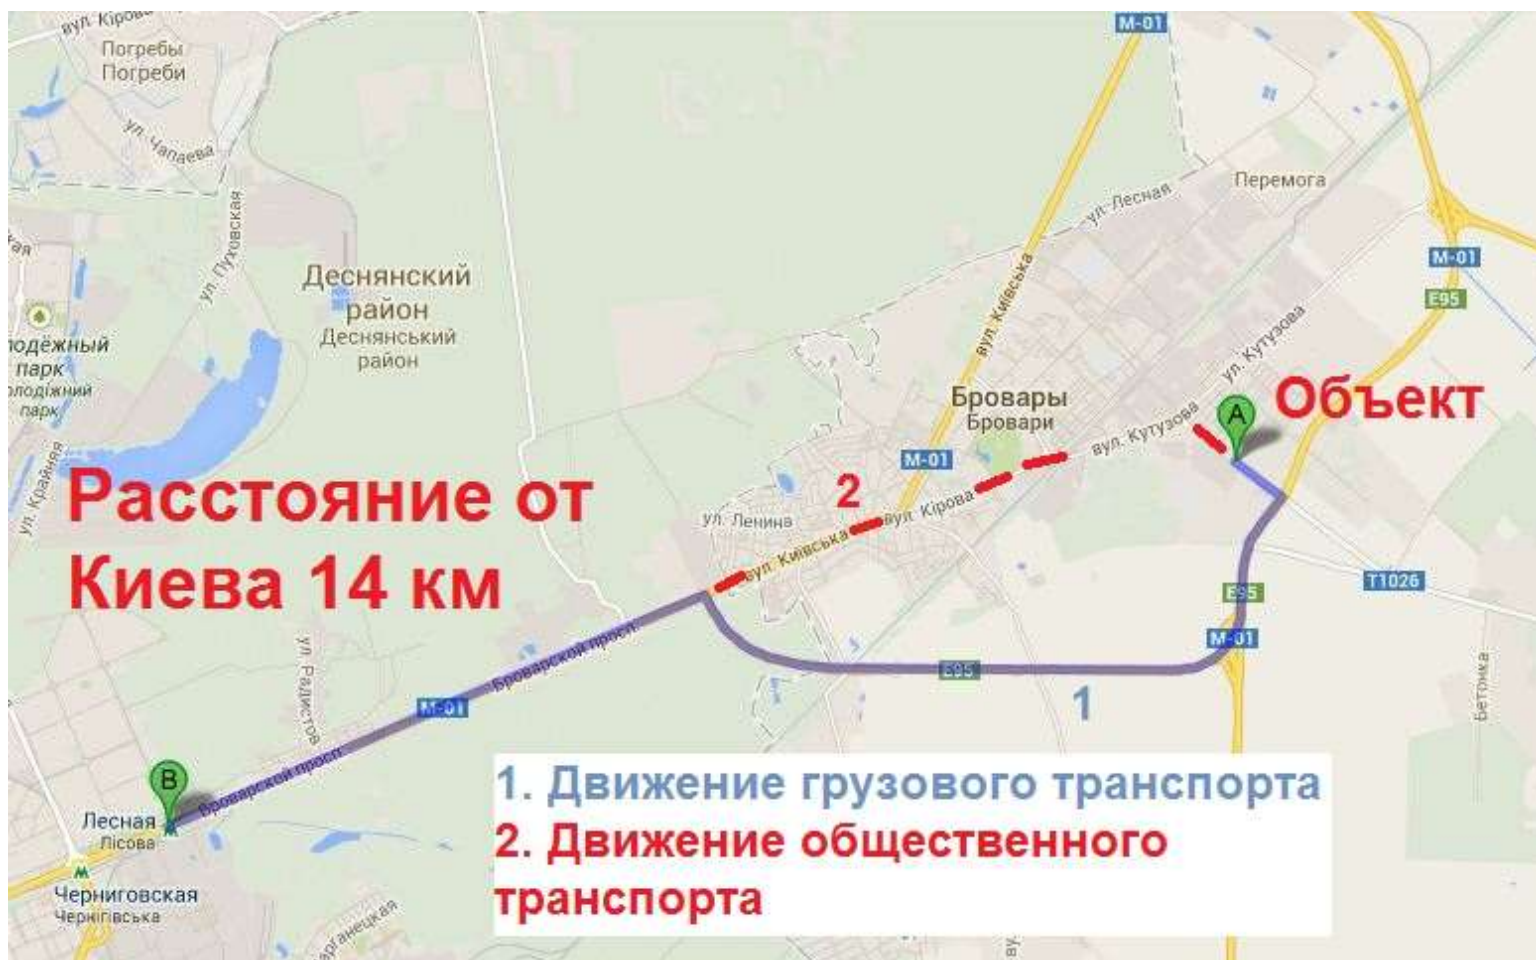 вул. Кірова
Погребы
Погреби
ул. Чапаева
ул. Пуховская
M-01
ул. Лесная
Перемога
M-01
E95
Деснянский
район
Деснянський
район
парк
парк
вул. Київська
ул. Кутузова
Бровары
Бровари
вул. Кутузова
A
Объект
M-01
2
вул. Кірова
ул. Ленина
вул. Київська
ул. Крайняя
Расстояние от
Киева 14 км
T1026
E95
M-01
E95
1
Броварской просп.
ул. Радистов
M-01
Броварской просп.
Бетонка
B
Лесная
Лісова
M
Черниговская
Чернігівська
1. Движение грузового транспорта
2. Движение общественного
транспорта
вул.